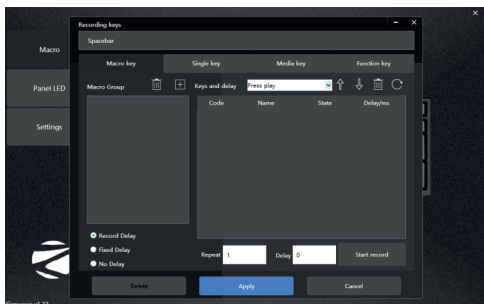 Recording keys
Spacebar
Macro
Panel LED
Settings
Macro key Single key Media key Function key
Macro Group Keys and delay Press play
Code Name State Delay/ms
Record Delay
Fixed Delay
No Delay
Repeat 1 Delay 0 Start record
Delete Apply Cancel